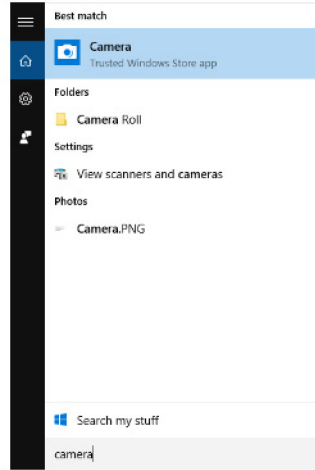 Best match
Camera
Trusted Windows Store app
Folders
Camera Roll
Settings
View scanners and cameras
Photos
Camera.PNG
Search my stuff
camera